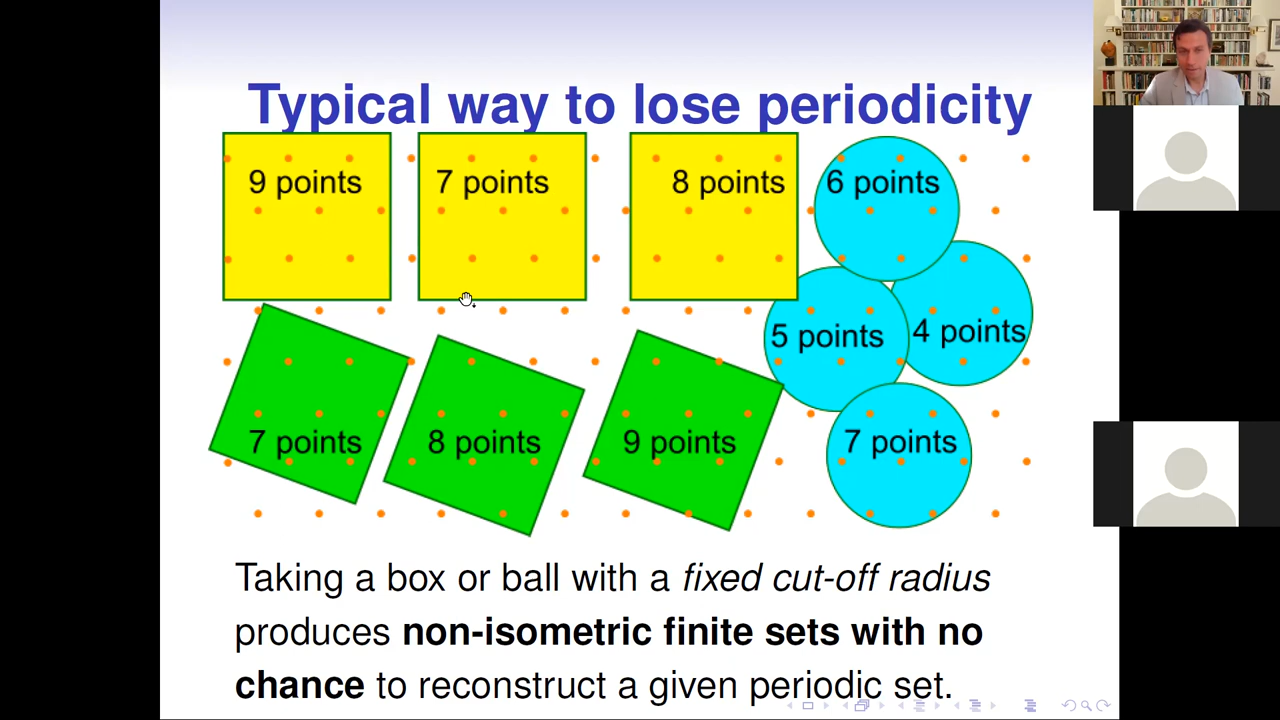 Typical way to lose periodicity
9 points
7 points
8 points
6 points
5 points
4 points
7 points
8 points
9 points
7 points
Taking a box or ball with a fixed cut-off radius
produces non-isometric finite sets with no
chance to reconstruct a given periodic set.